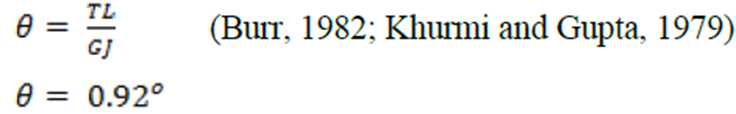 θ = TL/GJ (Burr, 1982; Khurmi and Gupta, 1979)
θ = 0.92°